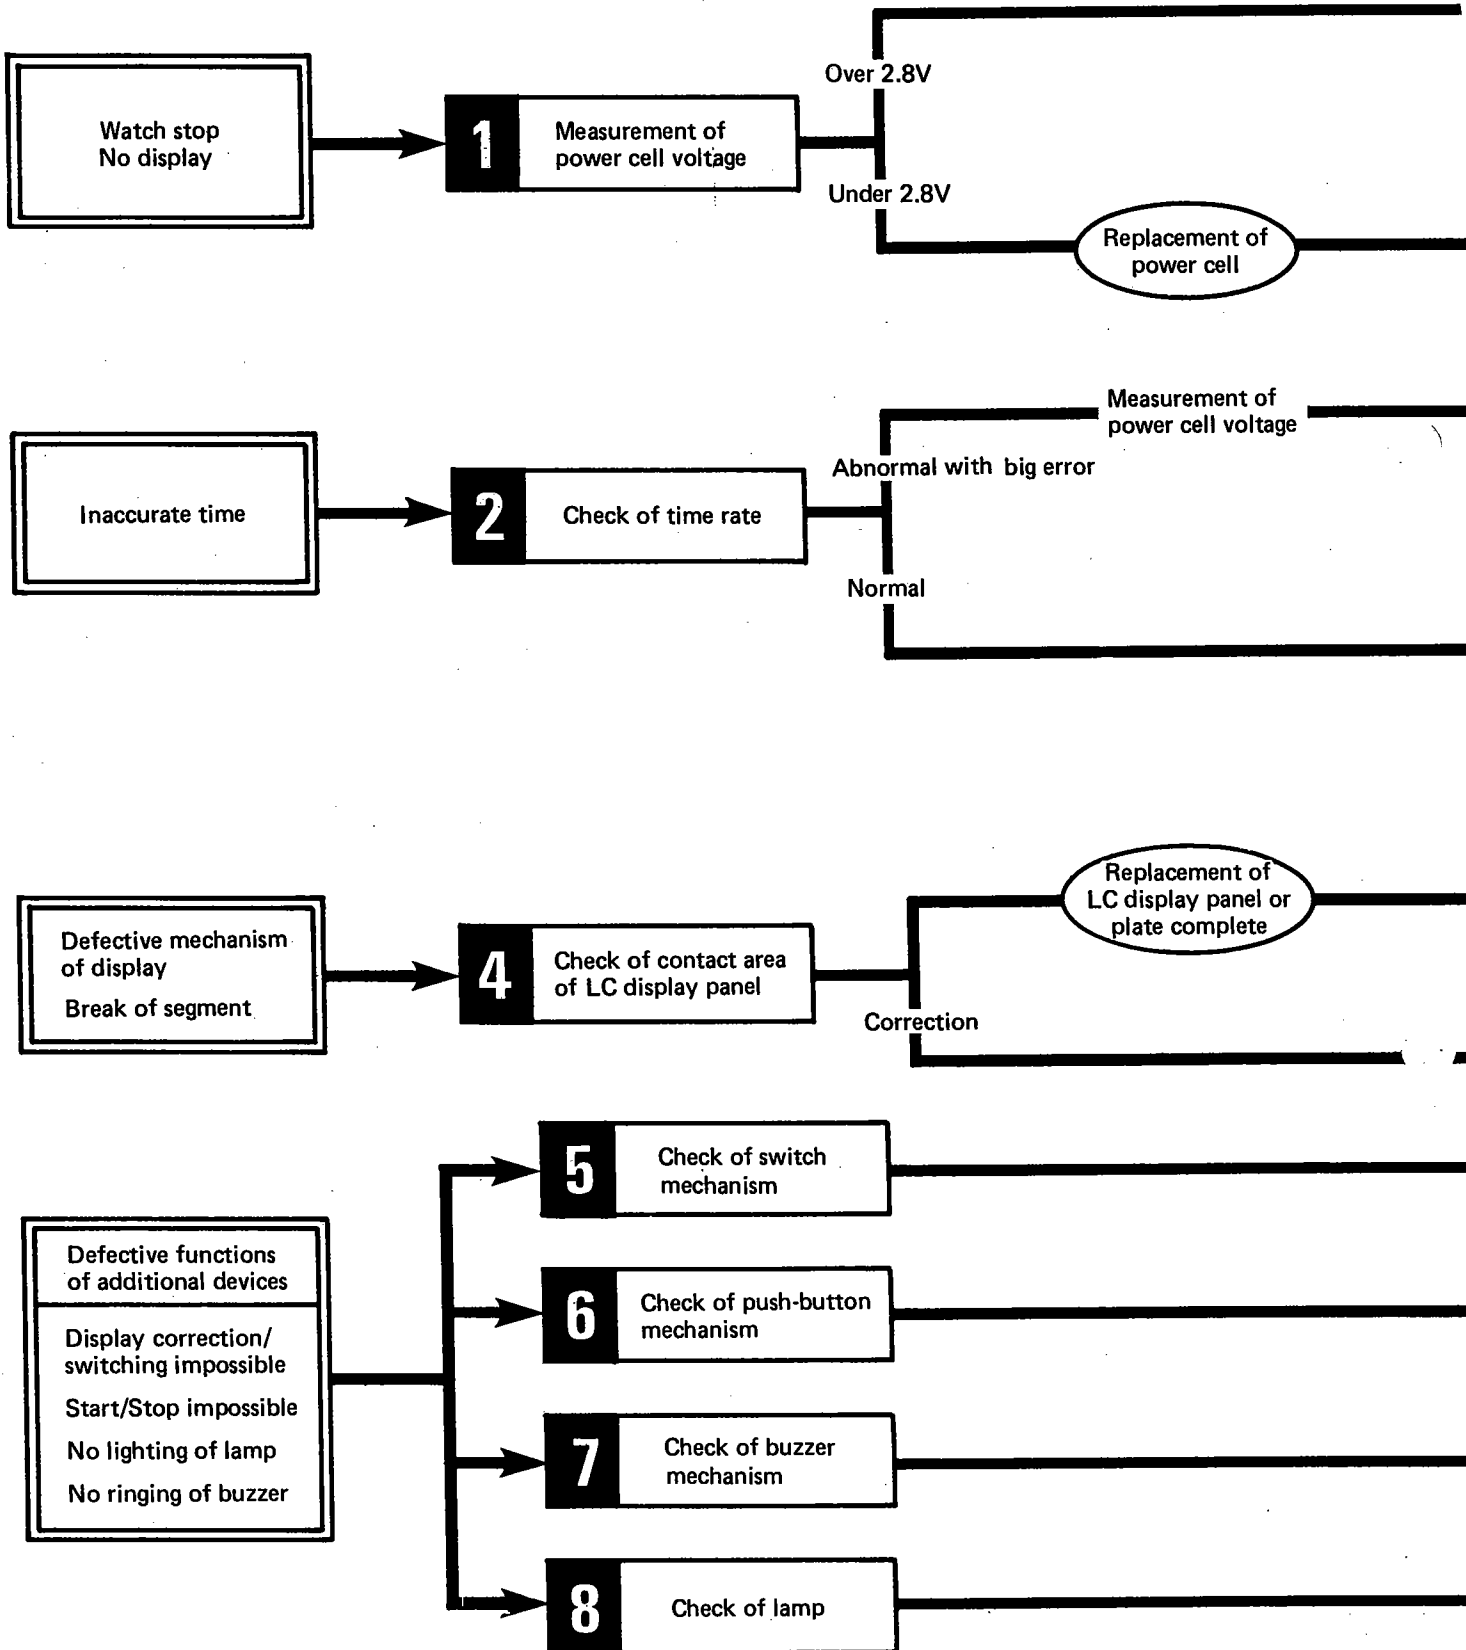 Watch stop
No display
1
Measurement of
power cell voltage
Over 2.8V
Under 2.8V
Replacement of
power cell
Inaccurate time
2
Check of time rate
Abnormal with big error
Measurement of
power cell voltage
Normal
Defective mechanism
of display
Break of segment
4
Check of contact area
of LC display panel
Replacement of
LC display panel or
plate complete
Correction
Defective functions
of additional devices
Display correction/
switching impossible
Start/Stop impossible
No lighting of lamp
No ringing of buzzer
5
Check of switch
mechanism
6
Check of push-button
mechanism
7
Check of buzzer
mechanism
8
Check of lamp